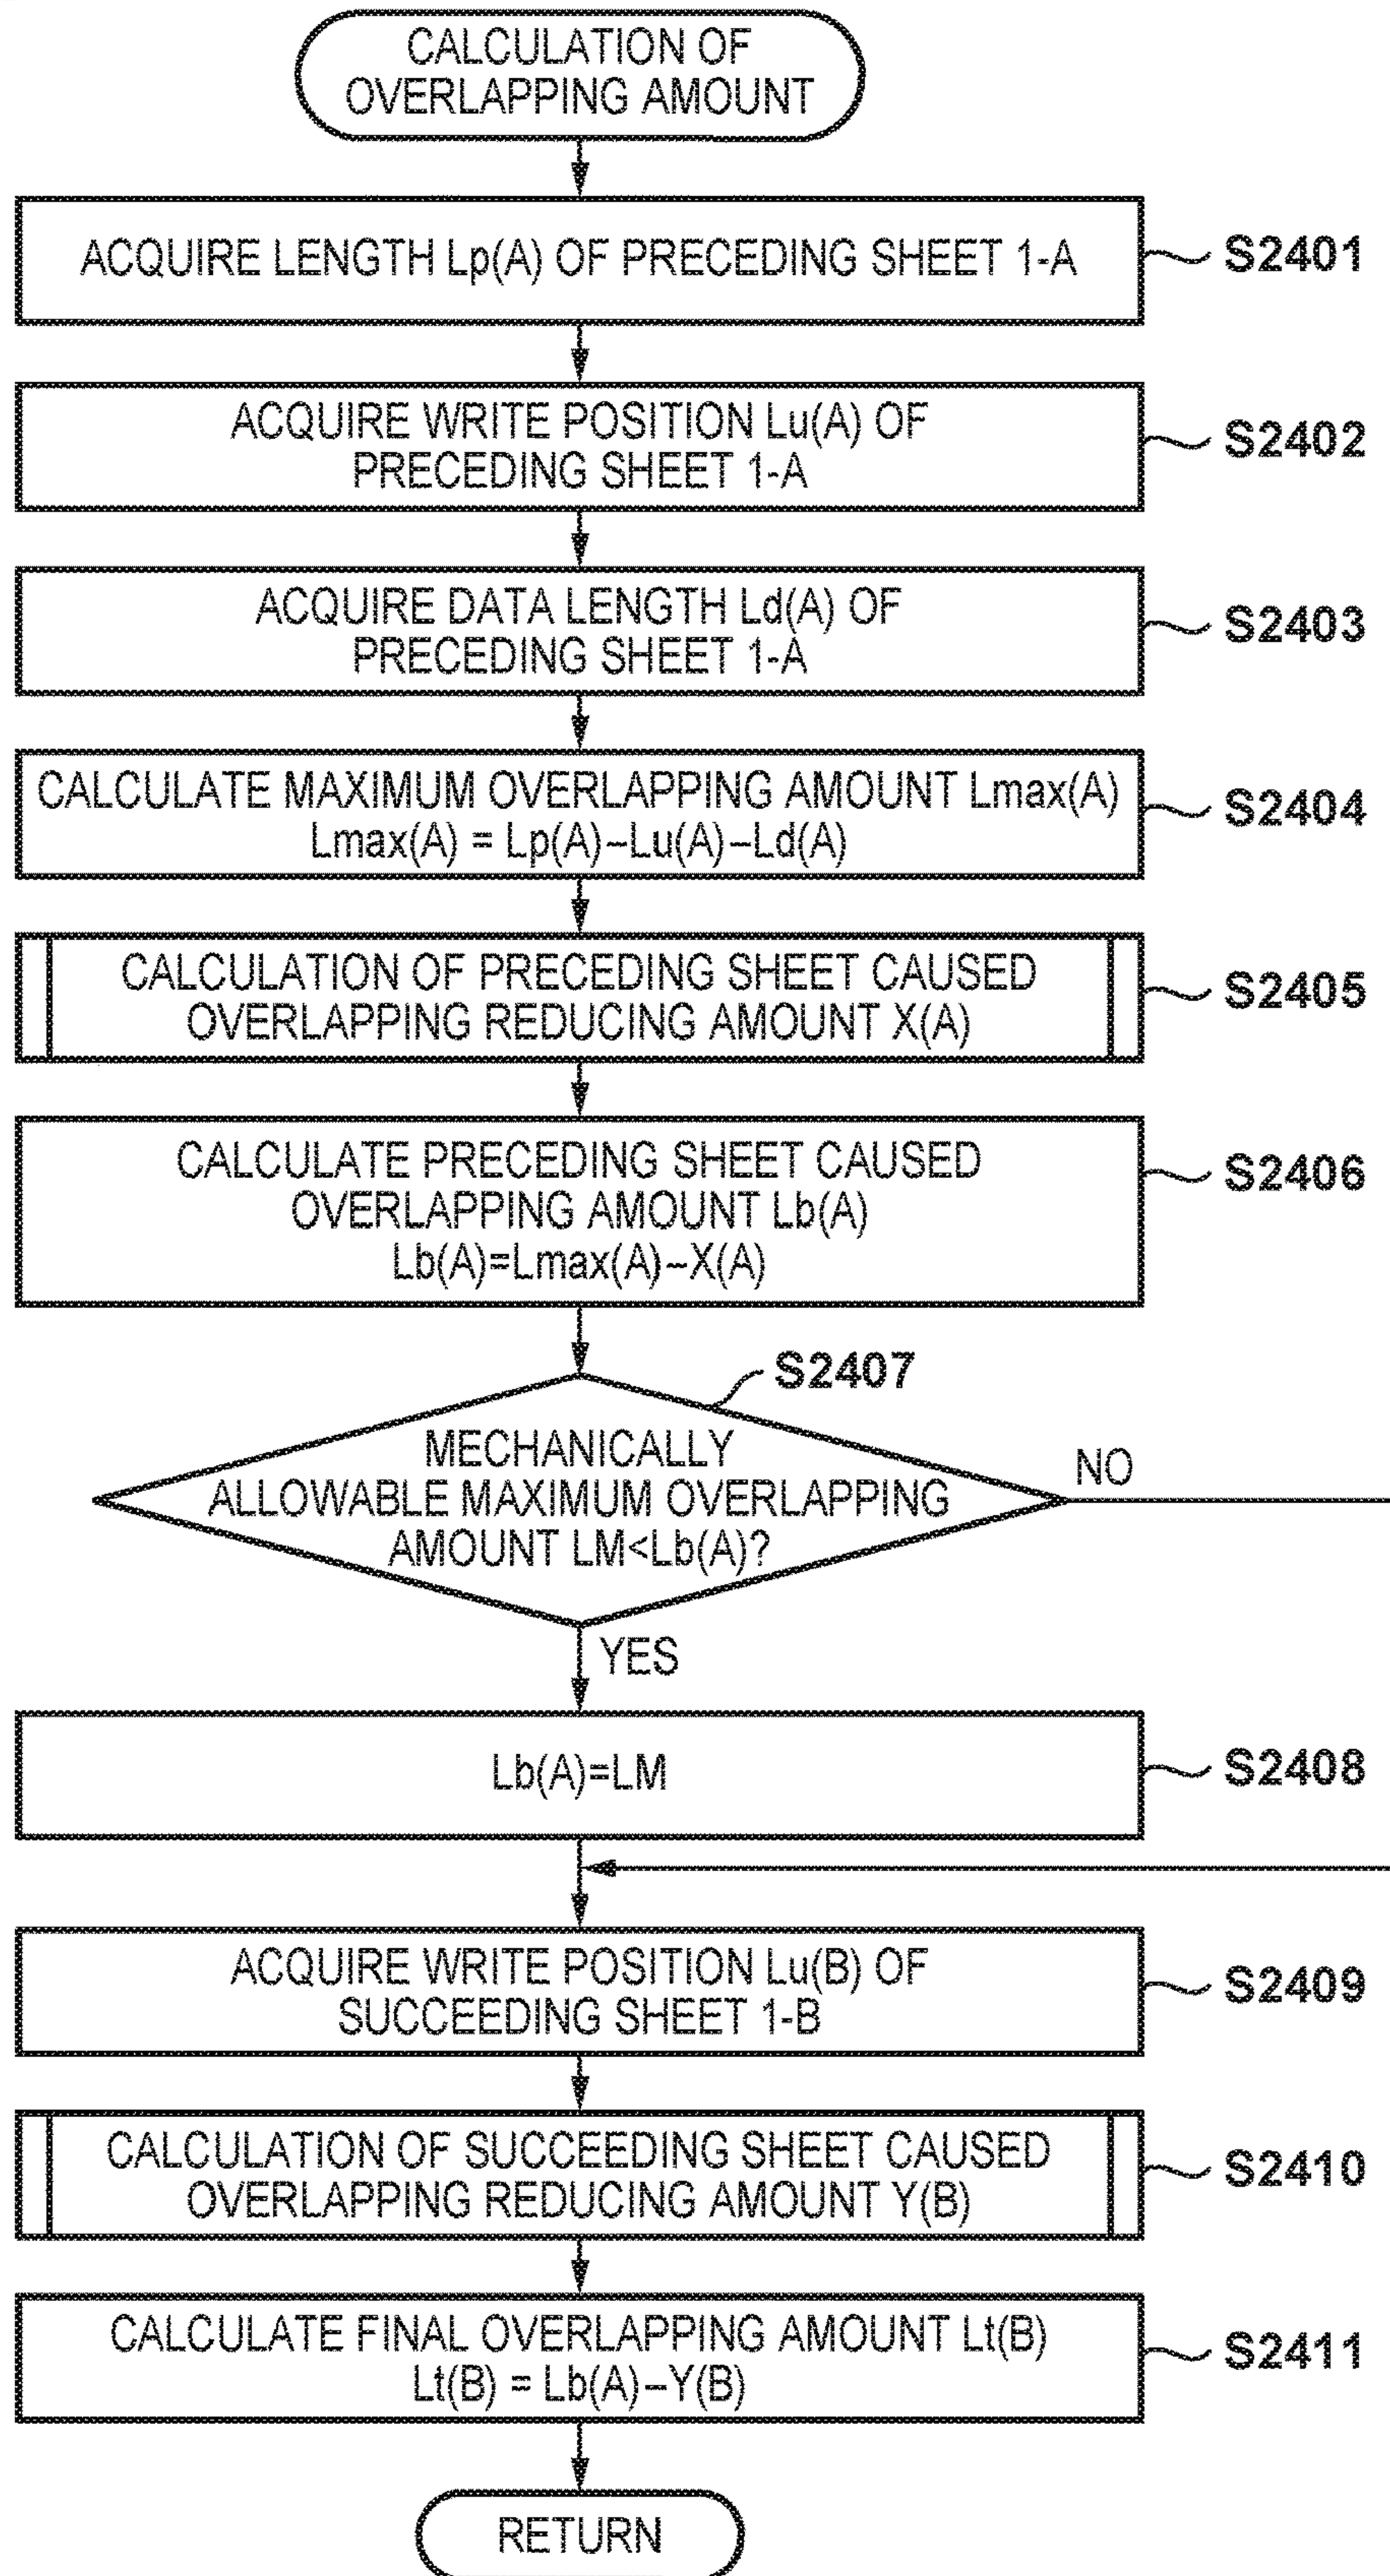 CALCULATION OF
OVERLAPPING AMOUNT
ACQUIRE LENGTH Lp(A) OF PRECEDING SHEET 1-A
S2401
ACQUIRE WRITE POSITION Lu(A) OF
PRECEDING SHEET 1-A
S2402
ACQUIRE DATA LENGTH Ld(A) OF
PRECEDING SHEET 1-A
S2403
CALCULATE MAXIMUM OVERLAPPING AMOUNT Lmax(A)
Lmax(A) = Lp(A)–Lu(A)–Ld(A)
S2404
CALCULATION OF PRECEDING SHEET CAUSED
OVERLAPPING REDUCING AMOUNT X(A)
S2405
CALCULATE PRECEDING SHEET CAUSED
OVERLAPPING AMOUNT Lb(A)
Lb(A)=Lmax(A)–X(A)
S2406
S2407
MECHANICALLY
ALLOWABLE MAXIMUM OVERLAPPING
AMOUNT LM<Lb(A)?
NO
YES
Lb(A)=LM
S2408
ACQUIRE WRITE POSITION Lu(B) OF
SUCCEEDING SHEET 1-B
S2409
CALCULATION OF SUCCEEDING SHEET CAUSED
OVERLAPPING REDUCING AMOUNT Y(B)
S2410
CALCULATE FINAL OVERLAPPING AMOUNT Lt(B)
Lt(B) = Lb(A)–Y(B)
S2411
RETURN